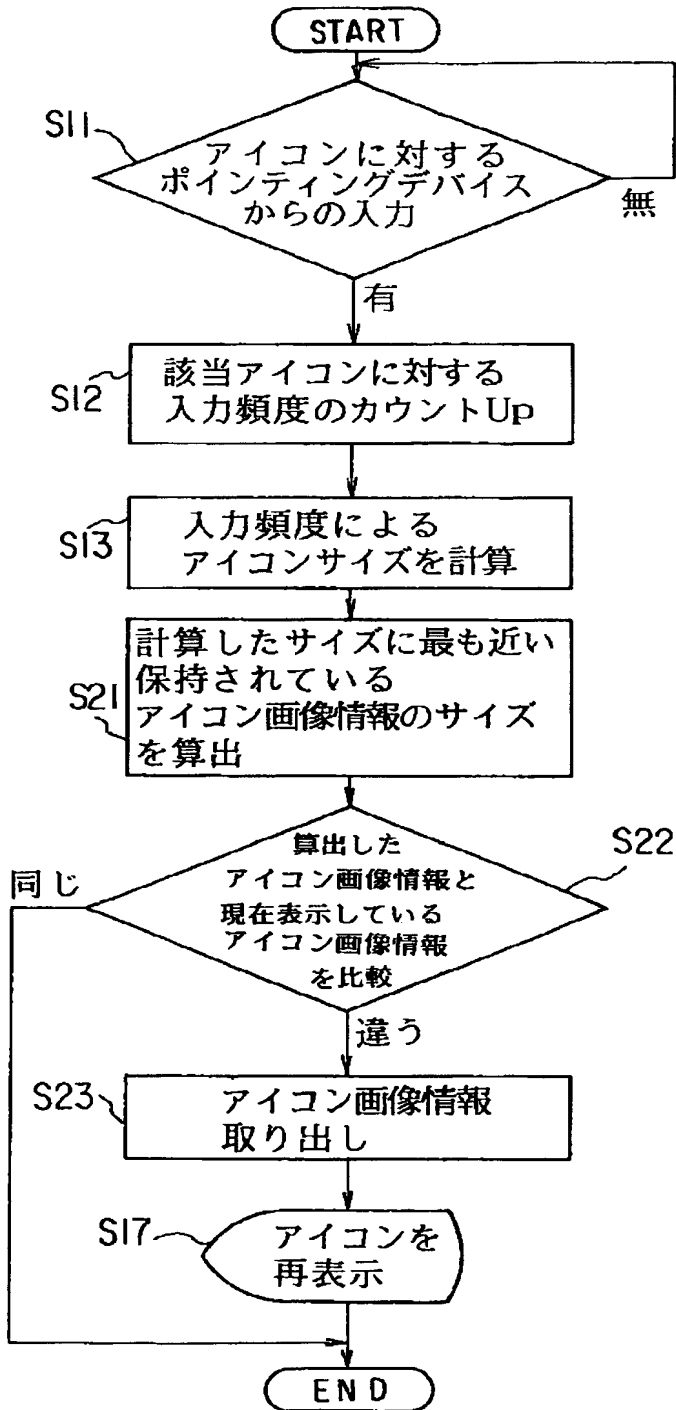 START
S11
アイコンに対する
ポインティングデバイス
からの入力
無
有
S12
該当アイコンに対する
入力頻度のカウントUp
S13
入力頻度による
アイコンサイズを計算
S21
計算したサイズに最も近い
保持されている
アイコン画像情報のサイズ
を算出
S22
算出した
アイコン画像情報と
現在表示している
アイコン画像情報
を比較
同じ
違う
S23
アイコン画像情報
取り出し
S17
アイコンを
再表示
END